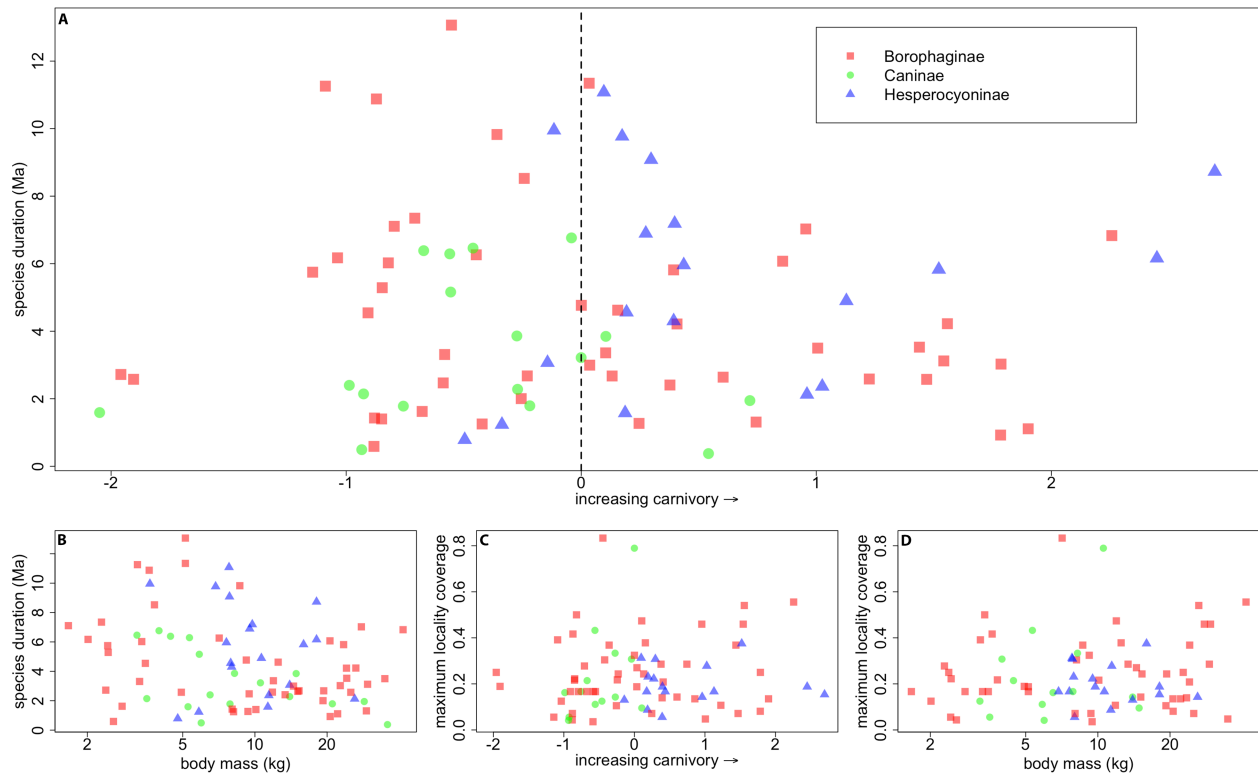 A
Borophaginae
Caninae
Hesperocyoninae
species duration (Ma)
12
10
8
6
4
2
0
-2 -1 0 1 2
increasing carnivory →
B
species duration (Ma)
10
8
6
4
2
0
2 5 10 20
body mass (kg)
C
maximum locality coverage
0.8
0.6
0.4
0.2
0.0
-2 -1 0 1 2
increasing carnivory →
D
maximum locality coverage
0.8
0.6
0.4
0.2
0.0
2 5 10 20
body mass (kg)